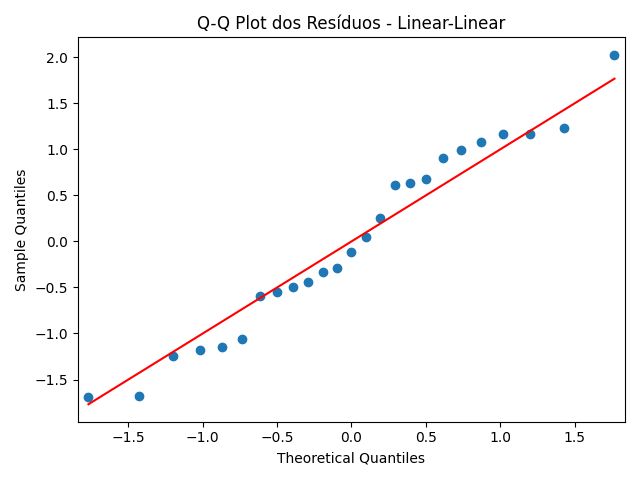 Q-Q Plot dos Resíduos - Linear-Linear
2.0
1.5
1.0
0.5
0.0
−0.5
−1.0
−1.5
Sample Quantiles
−1.5 −1.0 −0.5 0.0 0.5 1.0 1.5
Theoretical Quantiles